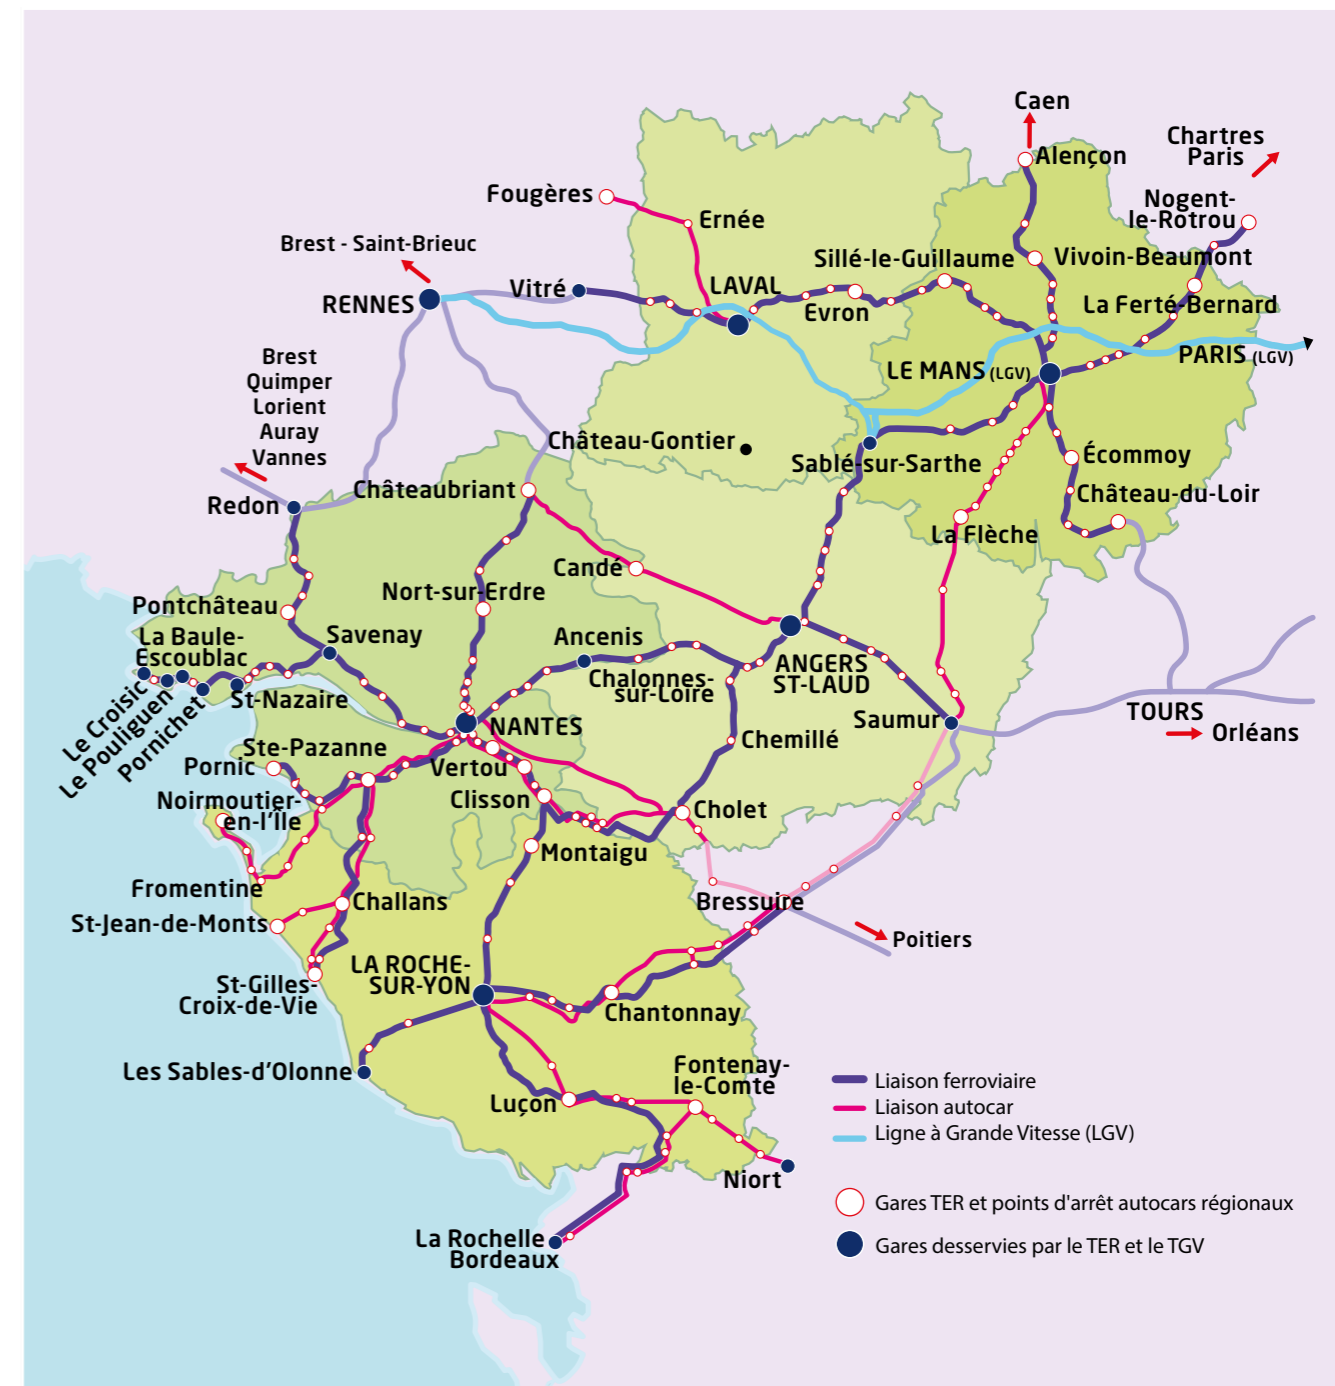 Caen
Chartres
Paris
Alençon
Nogent-
le-Rotrou
Fougères
Ernée
Brest - Saint-Brieuc
Sillé-le-Guillaume
Vivoin-Beaumont
RENNES
Vitré
LAVAL
Evron
La Ferté-Bernard
Brest
Quimper
Lorient
Auray
Vannes
LE MANS (LGV)
PARIS (LGV)
Château-Gontier
Sablé-sur-Sarthe
Écommoy
Redon
Châteaubriant
Château-du-Loir
La Flèche
Candé
Nort-sur-Erdre
Pontchâteau
La Baule-
Escoublac
Savenay
Ancenis
Chalonnes-
sur-Loire
ANGERS
ST-LAUD
Le Croisic
Le Pouliguen
Pornichet
St-Nazaire
NANTES
Saumur
TOURS
Orléans
Ste-Pazanne
Pornic
Vertou
Chemillé
Noirmoutier-
en-l'Île
Clisson
Cholet
Montaigu
Fromentine
Challans
Bressuire
St-Jean-de-Monts
Poitiers
LA ROCHE-
SUR-YON
St-Gilles-
Croix-de-Vie
Chantonnay
Les Sables-d'Olonne
Fontenay-
le-Comte
Luçon
Niort
La Rochelle
Bordeaux
Liaison ferroviaire
Liaison autocar
Ligne à Grande Vitesse (LGV)
Gares TER et points d'arrêt autocars régionaux
Gares desservies par le TER et le TGV